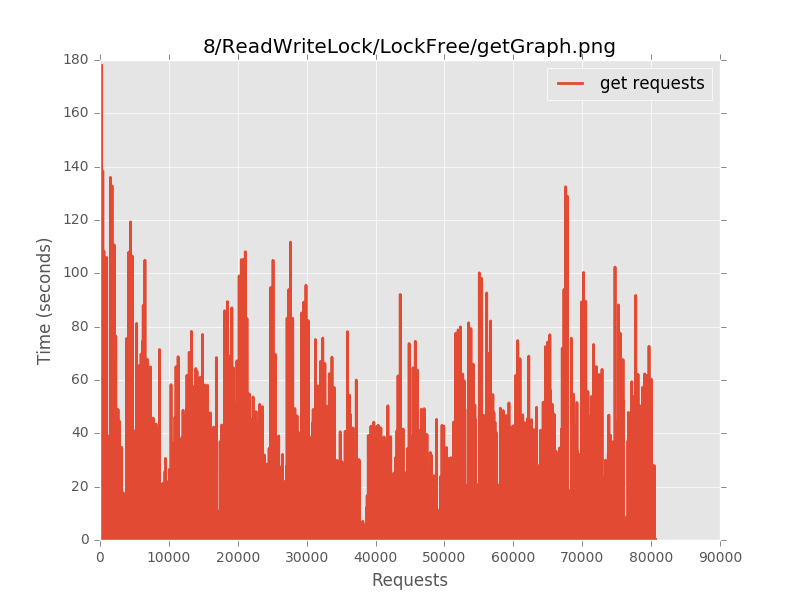 8/ReadWriteLock/LockFree/getGraph.png
get requests
180
160
140
120
100
80
60
40
20
0
Time (seconds)
0 10000 20000 30000 40000 50000 60000 70000 80000 90000
Requests